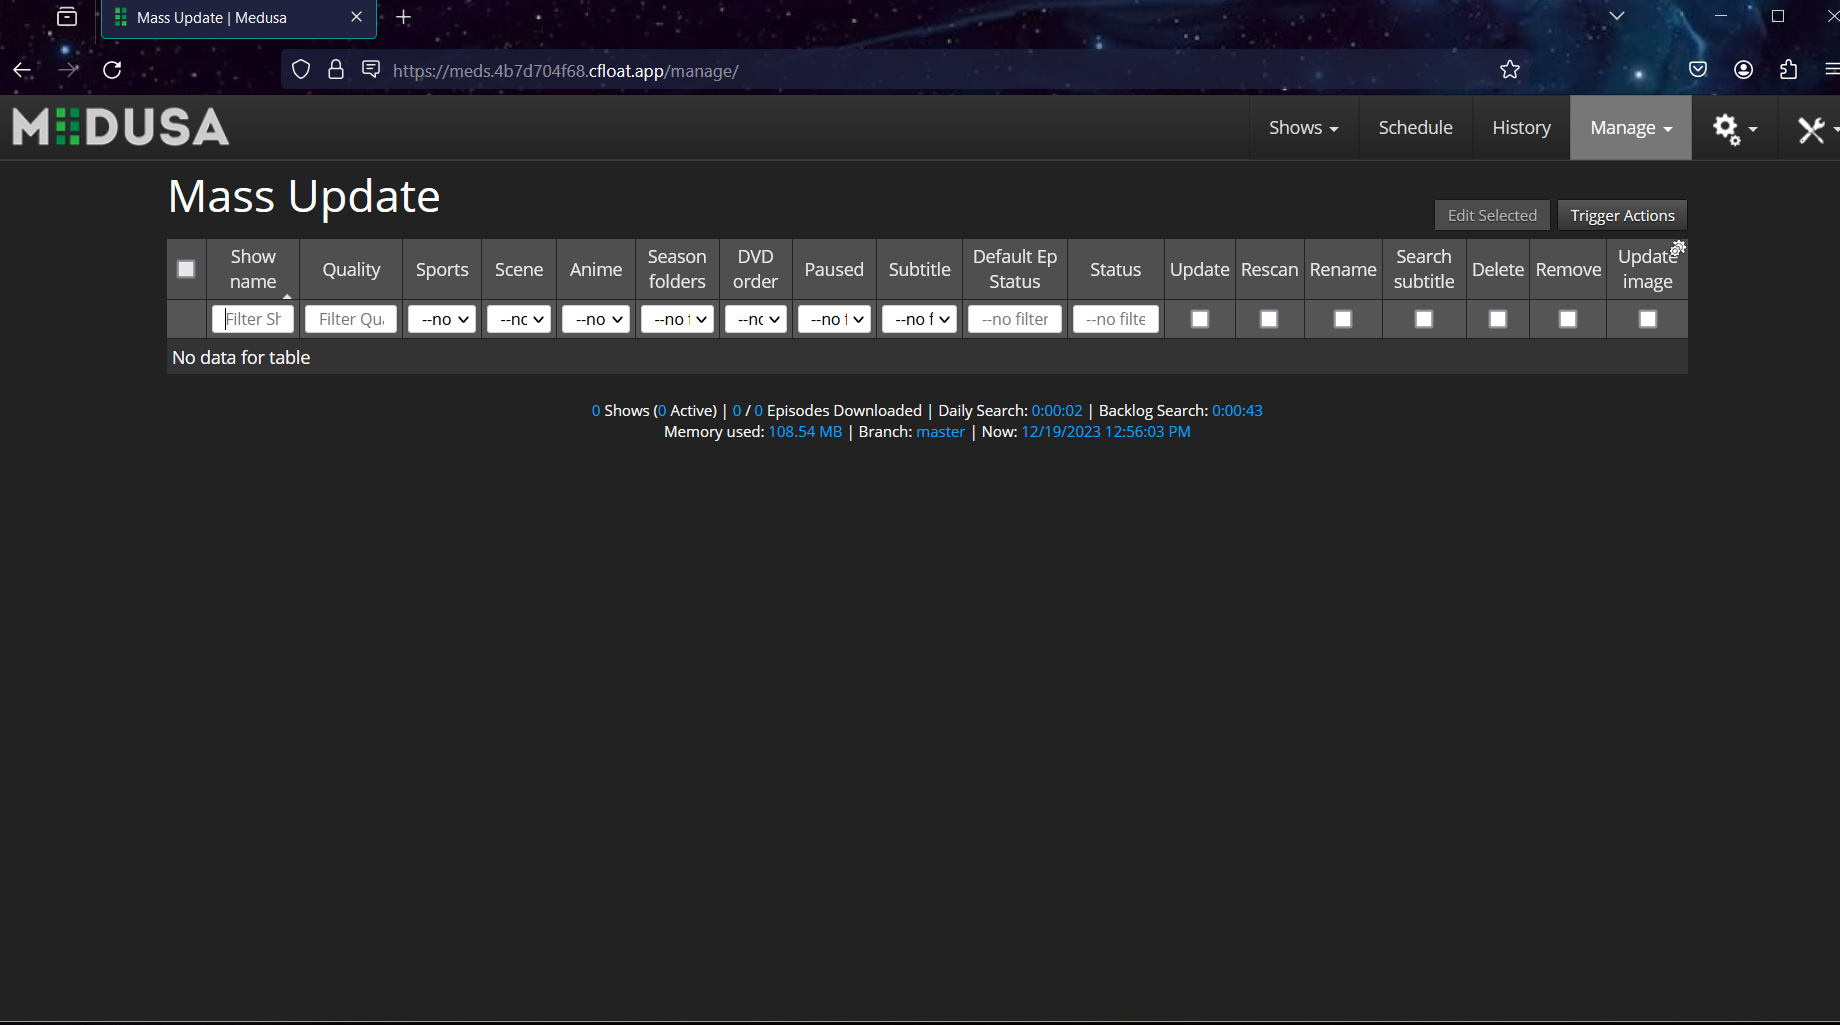 Mass Update | Medusa
https://meds.4b7d704f68.cfloat.app/manage/
MEDUSA
Shows
Schedule
History
Manage
Mass Update
Edit Selected
Trigger Actions
Show name
Quality
Sports
Scene
Anime
Season folders
DVD order
Paused
Subtitle
Default Ep Status
Status
Update
Rescan
Rename
Search subtitle
Delete
Remove
Update image
Filter Sh
Filter Qua
--no
--nc
--no
--no f
--nc
--no f
--no f
--no filter
--no filte
No data for table
0 Shows (0 Active) | 0 / 0 Episodes Downloaded | Daily Search: 0:00:02 | Backlog Search: 0:00:43
Memory used: 108.54 MB | Branch: master | Now: 12/19/2023 12:56:03 PM